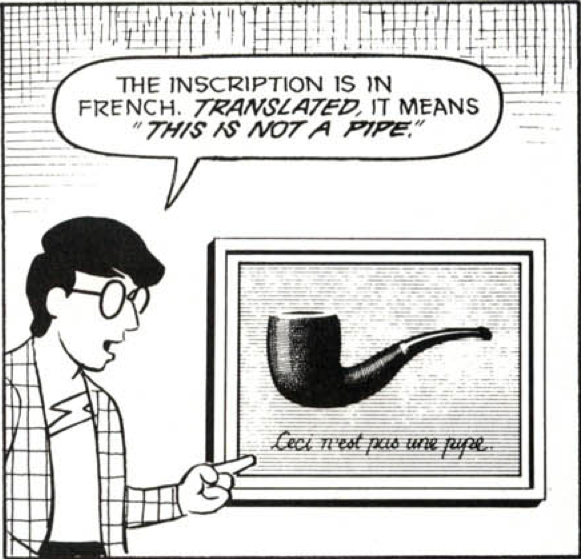 THE INSCRIPTION IS IN
FRENCH. TRANSLATED, IT MEANS
"THIS IS NOT A PIPE."
Ceci n'est pas une pipe.